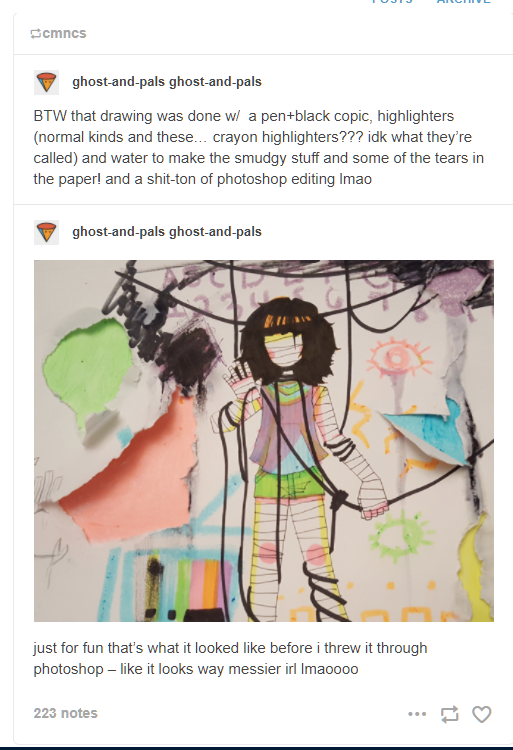 POSTS ARCHIVE
cmncs
ghost-and-pals ghost-and-pals
BTW that drawing was done w/ a pen+black copic, highlighters
(normal kinds and these... crayon highlighters??? idk what they're
called) and water to make the smudgy stuff and some of the tears in
the paper! and a shit-ton of photoshop editing lmao
ghost-and-pals ghost-and-pals
just for fun that's what it looked like before i threw it through
photoshop – like it looks way messier irl lmaoooo
223 notes